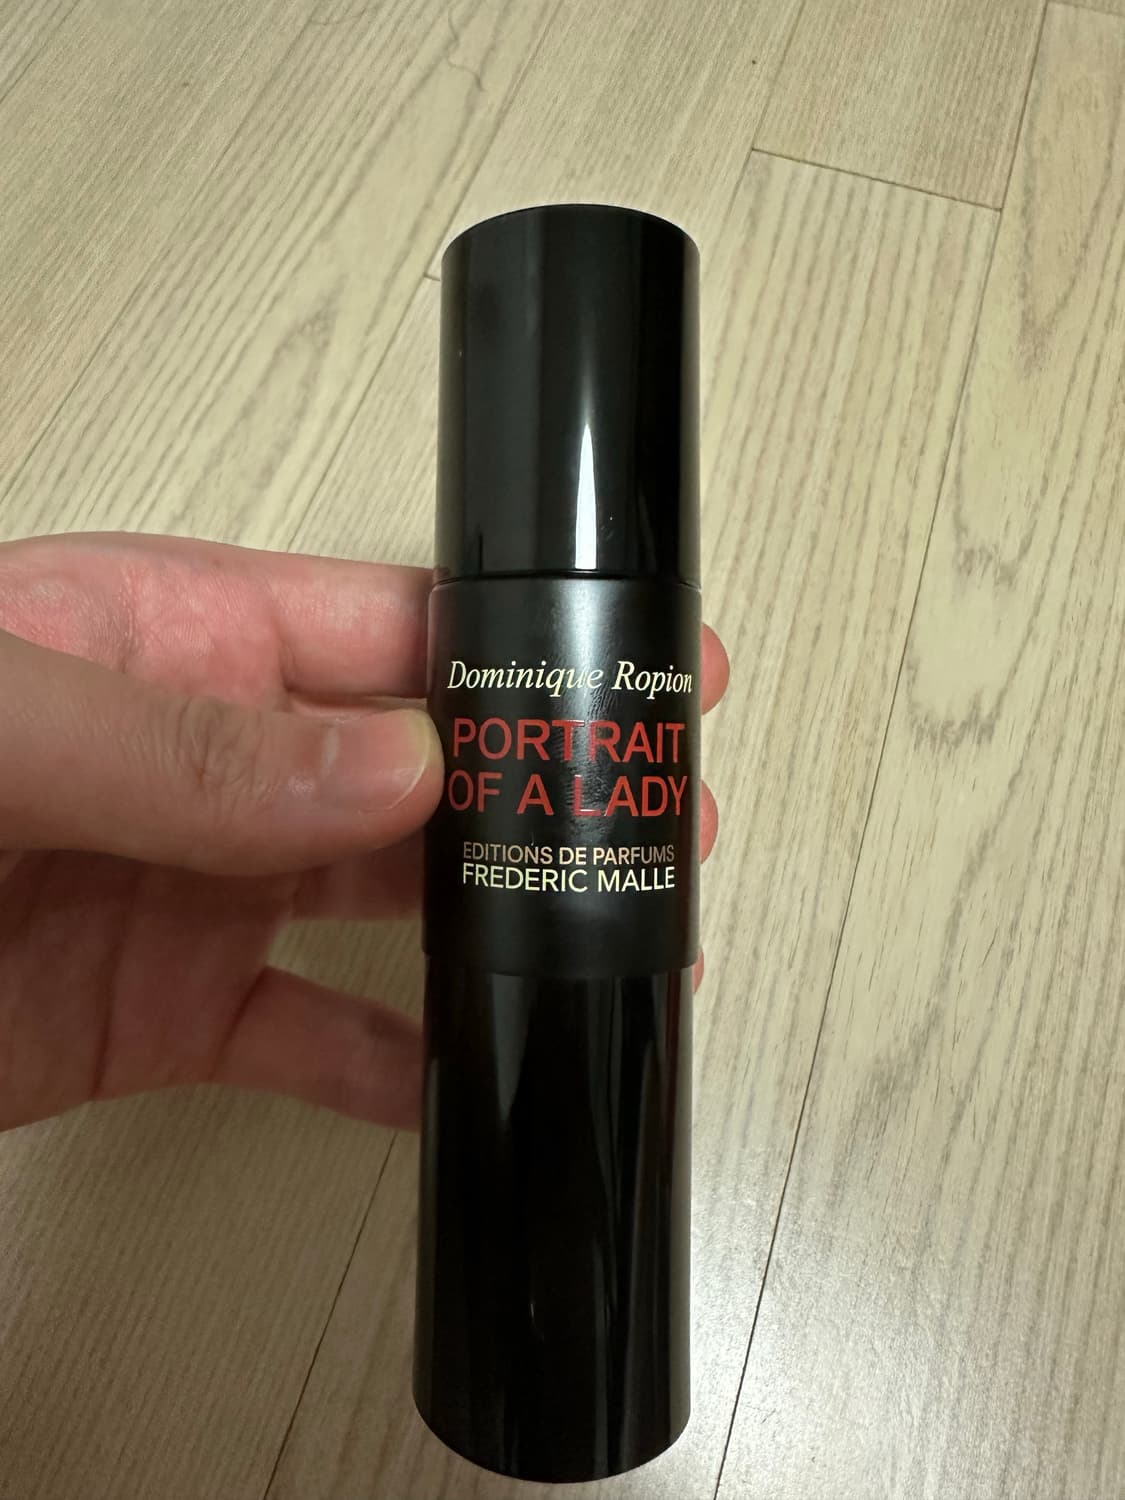 Dominique Ropion
PORTRAIT
OF A LADY
EDITIONS DE PARFUMS
FREDERIC MALLE